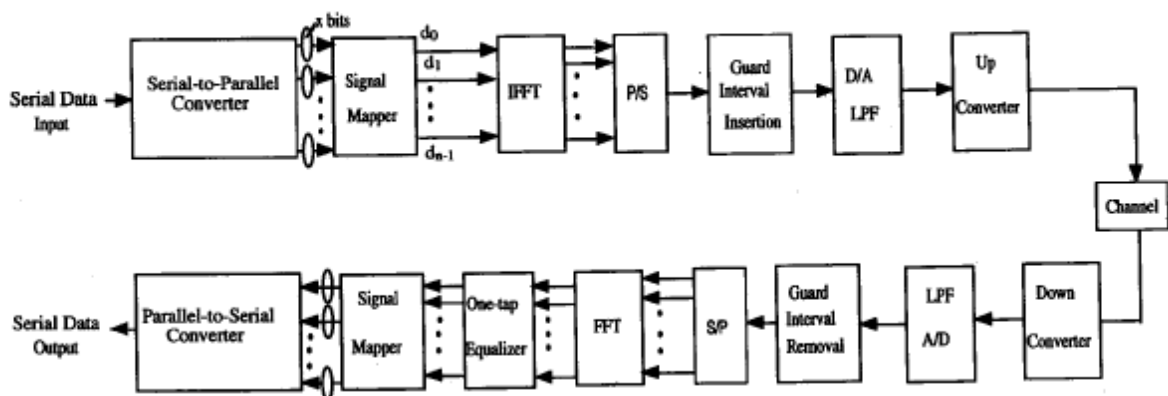 Serial Data
Input
Serial-to-Parallel
Converter
x bits
Signal
Mapper
d0
d1
dn-1
IFFT
P/S
Guard
Interval
Insertion
D/A
LPF
Up
Converter
Channel
Down
Converter
LPF
A/D
Guard
Interval
Removal
S/P
FFT
One-tap
Equalizer
Signal
Mapper
Parallel-to-Serial
Converter
Serial Data
Output